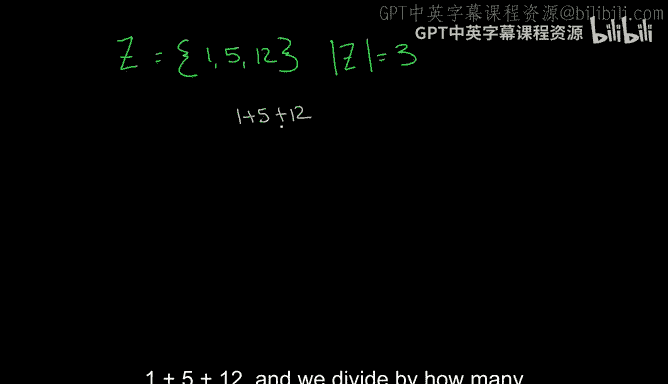 GPT中英字幕课程资源@bilibili
GPT中英字幕课程资源 bilibili
Z = {1, 5, 12} |Z| = 3
1+5+12
1 + 5 + 12, and we divide by how many